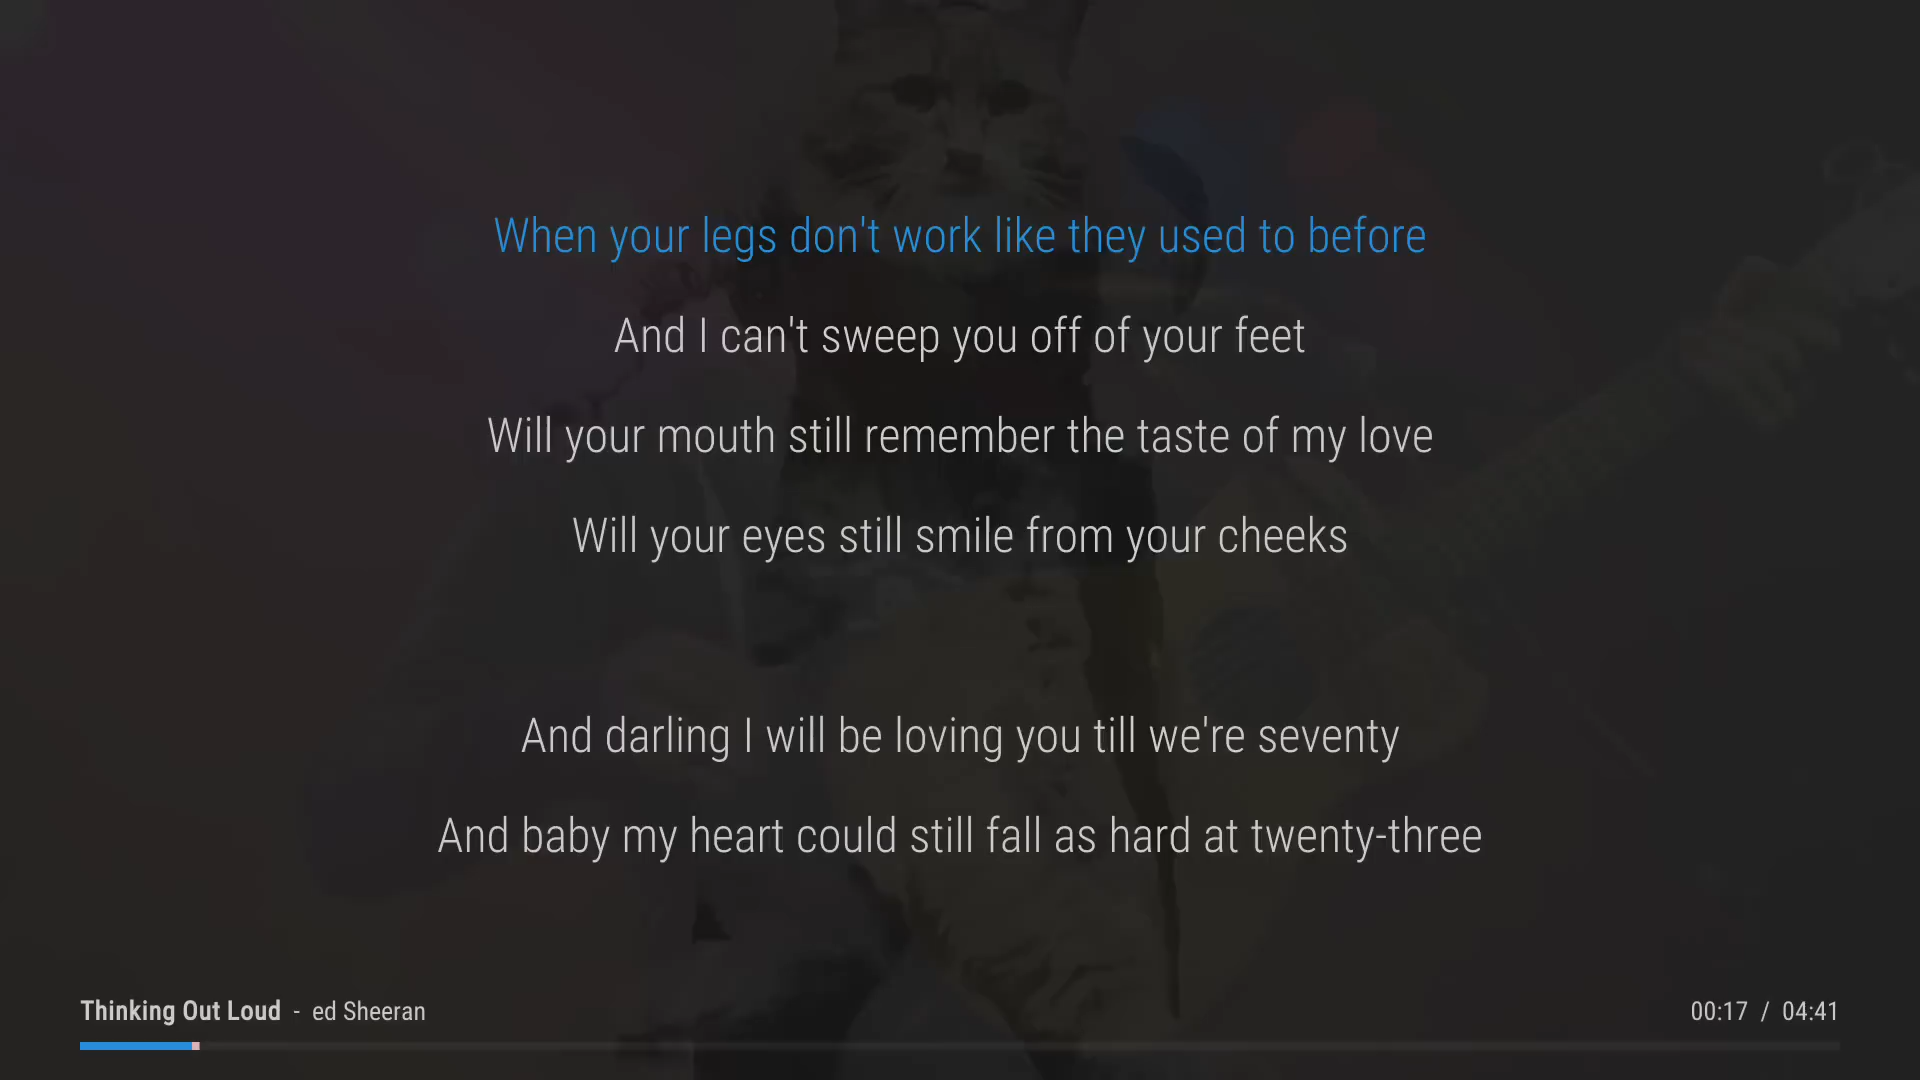 When your legs don't work like they used to before
And I can't sweep you off of your feet
Will your mouth still remember the taste of my love
Will your eyes still smile from your cheeks
And darling I will be loving you till we're seventy
And baby my heart could still fall as hard at twenty-three
Thinking Out Loud - ed Sheeran
00:17 / 04:41